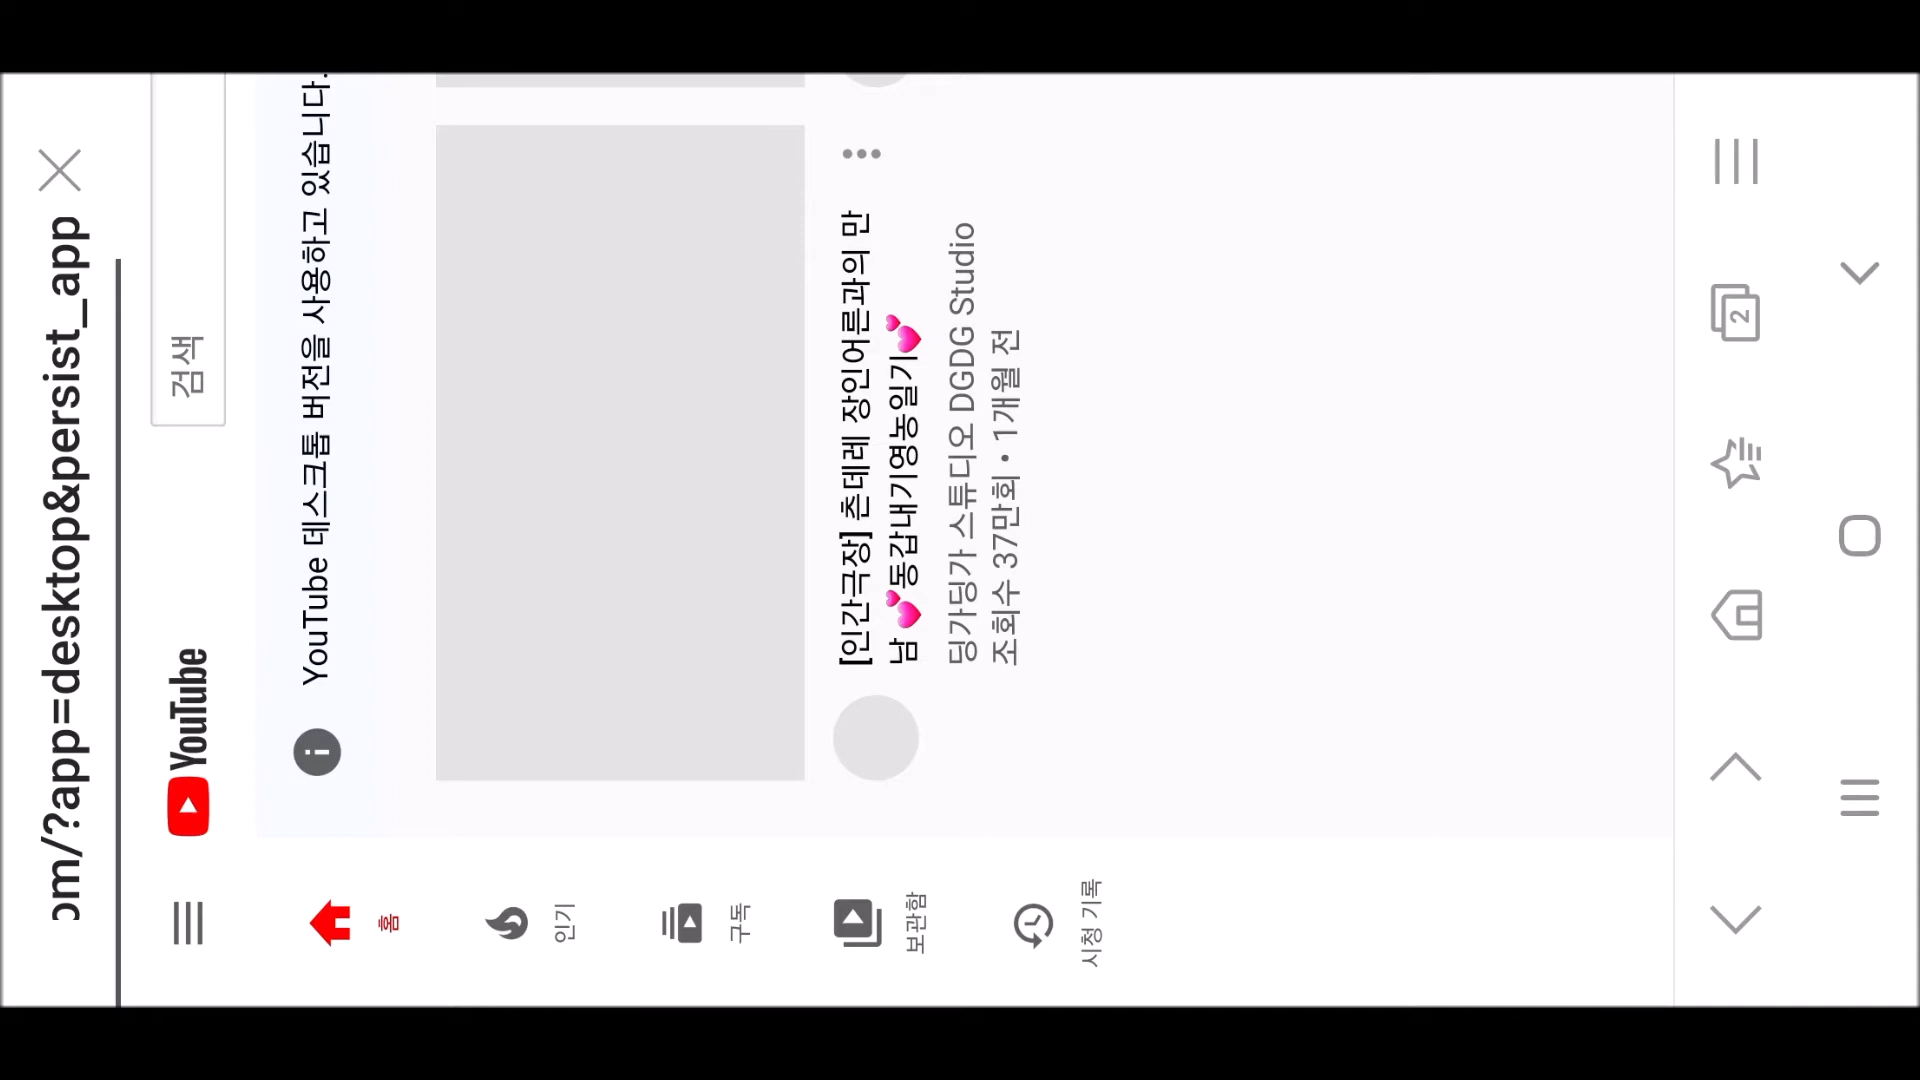 om/?app=desktop&persist_app
YouTube
검색
YouTube 데스크톱 버전을 사용하고 있습니다.
[인간극장] 츤데레 장인어른과의 만
남 💕동갑내기영농일기💕
딩가딩가 스튜디오 DGDG Studio
조회수 37만회 • 1개월 전
홈
인기
구독
보관함
시청 기록
2